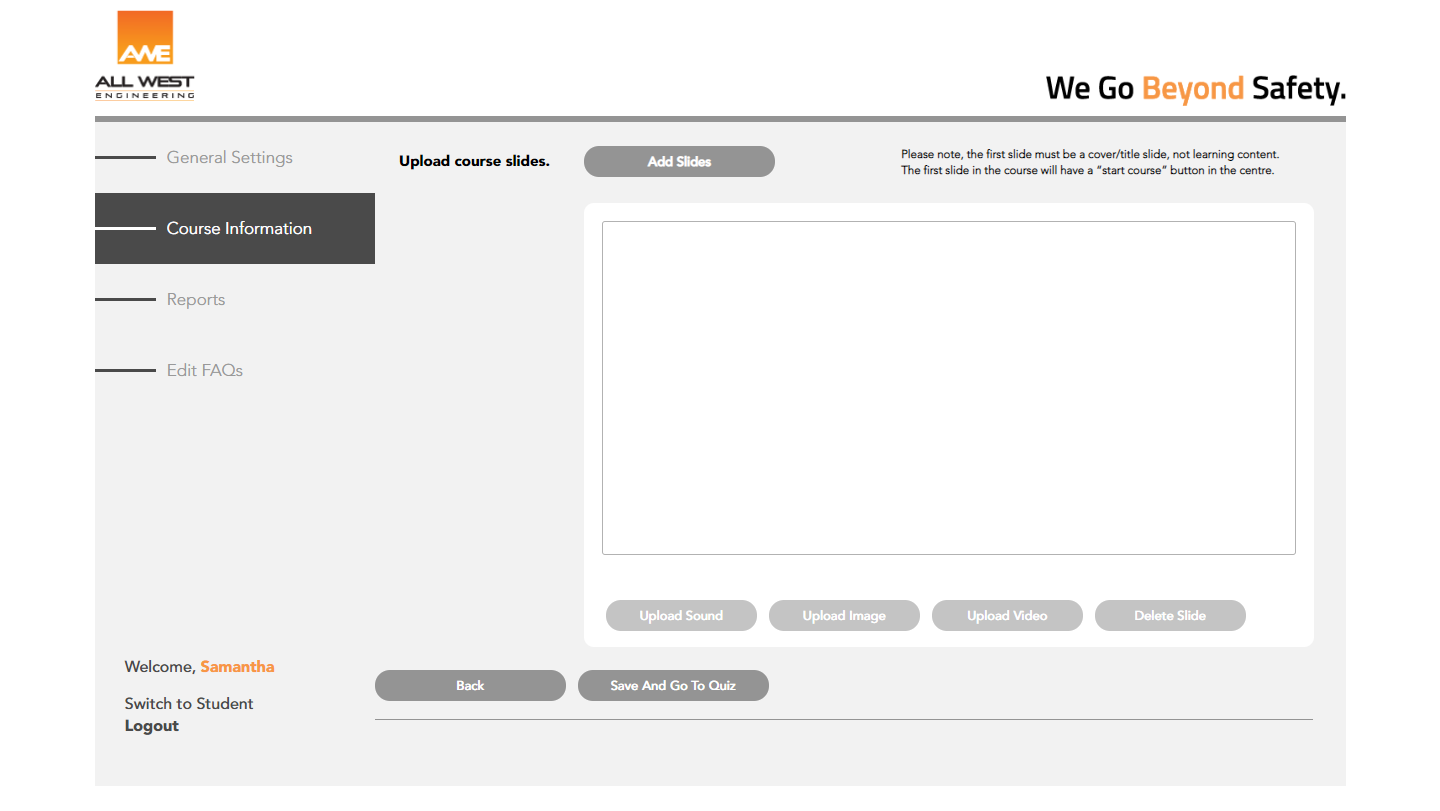 AWE
ALL WEST
ENGINEERING
We Go Beyond Safety.
General Settings
Course Information
Reports
Edit FAQs
Upload course slides.
Add Slides
Please note, the first slide must be a cover/title slide, not learning content.
The first slide in the course will have a “start course” button in the centre.
Upload Sound
Upload Image
Upload Video
Delete Slide
Back
Save And Go To Quiz
Welcome, Samantha
Switch to Student
Logout